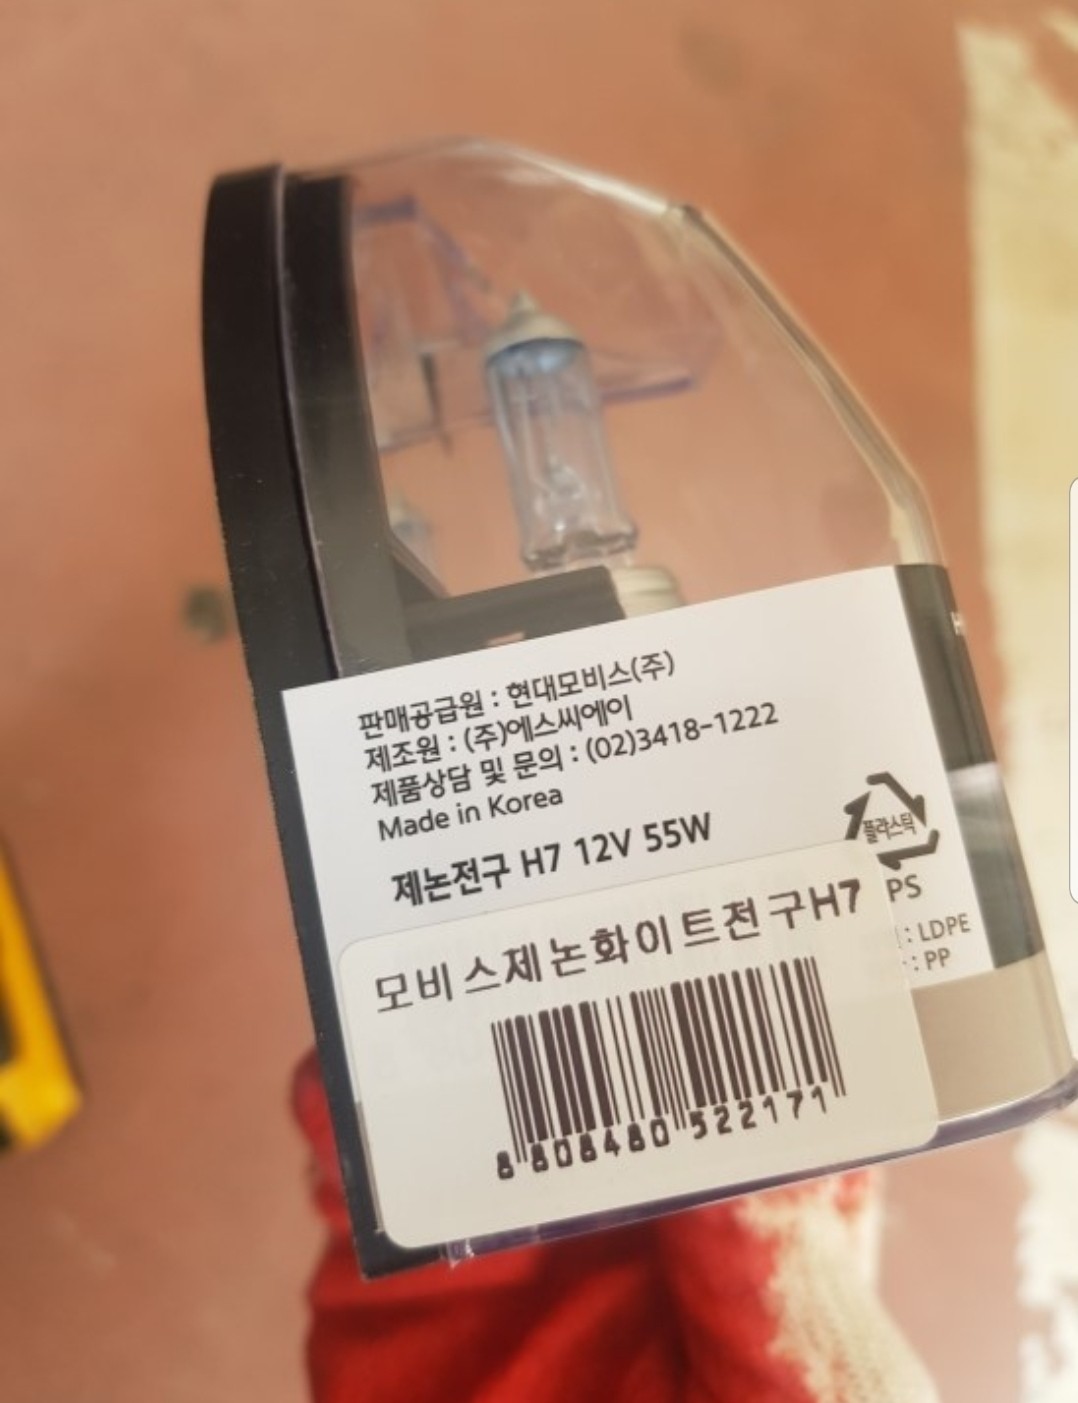 판매공급원 : 현대모비스(주)
제조원 : (주)에스씨에이
제품상담 및 문의 : (02)3418-1222
Made in Korea
제논전구 H7 12V 55W
플라스틱
PS
: LDPE
: PP
모비스제논화이트전구H7
8 808480 522171